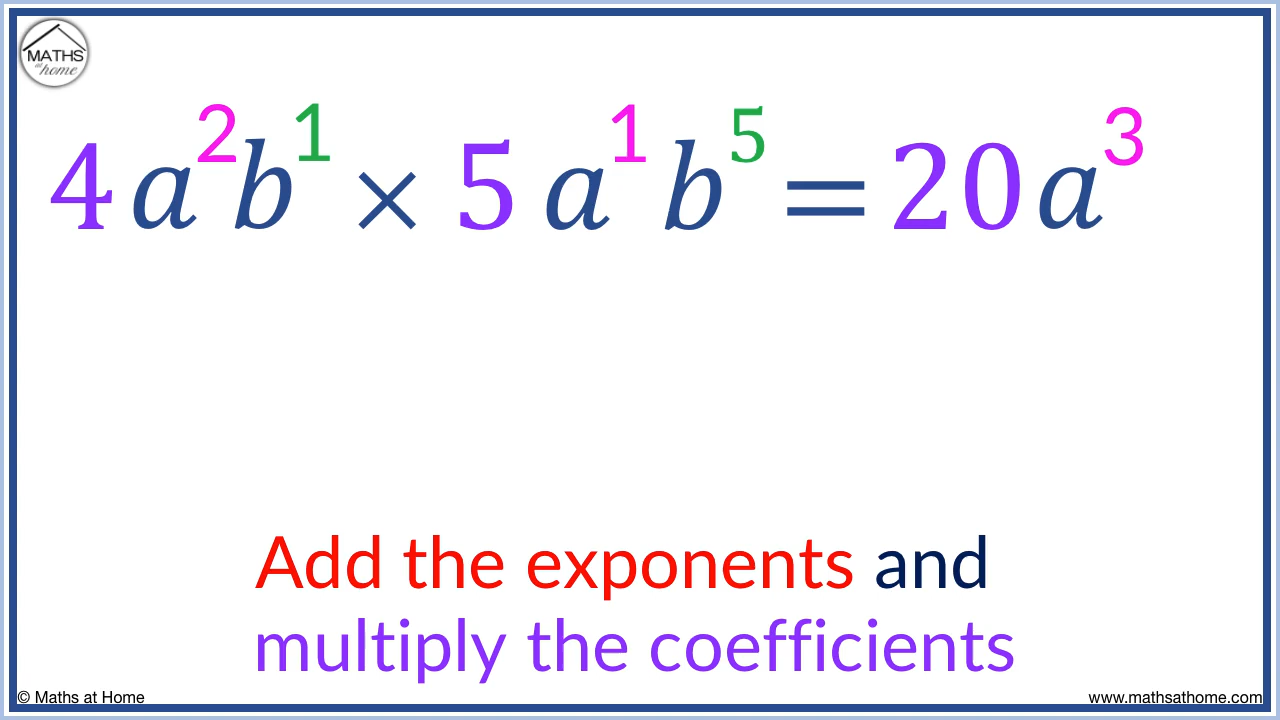 MATHS
at
home
4a²b¹ × 5a¹b⁵ = 20a³
Add the exponents and
multiply the coefficients
© Maths at Home
www.mathsathome.com